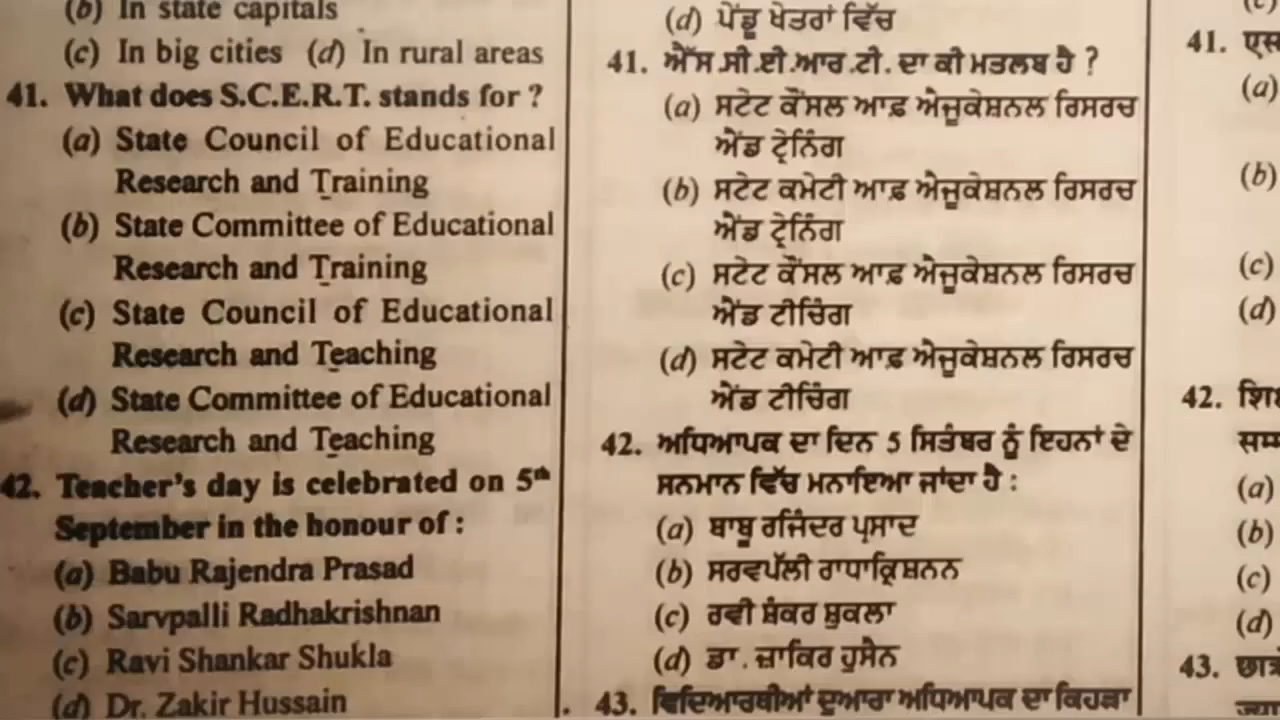 (b) In state capitals
(c) In big cities (d) In rural areas
41. What does S.C.E.R.T. stands for ?
(a) State Council of Educational
Research and Training
(b) State Committee of Educational
Research and Training
(c) State Council of Educational
Research and Teaching
(d) State Committee of Educational
Research and Teaching
42. Teacher's day is celebrated on 5th
September in the honour of :
(a) Babu Rajendra Prasad
(b) Sarvpalli Radhakrishnan
(c) Ravi Shankar Shukla
(d) Dr. Zakir Hussain
(d) ਪੇਂਡੂ ਖੇਤਰਾਂ ਵਿੱਚ
41. ਐੱਸ.ਸੀ.ਈ.ਆਰ.ਟੀ. ਦਾ ਕੀ ਮਤਲਬ ਹੈ ?
(a) ਸਟੇਟ ਕੌਂਸਲ ਆਫ਼ ਐਜੂਕੇਸ਼ਨਲ ਰਿਸਰਚ
ਐਂਡ ਟ੍ਰੇਨਿੰਗ
(b) ਸਟੇਟ ਕਮੇਟੀ ਆਫ਼ ਐਜੂਕੇਸ਼ਨਲ ਰਿਸਰਚ
ਐਂਡ ਟ੍ਰੇਨਿੰਗ
(c) ਸਟੇਟ ਕੌਂਸਲ ਆਫ਼ ਐਜੂਕੇਸ਼ਨਲ ਰਿਸਰਚ
ਐਂਡ ਟੀਚਿੰਗ
(d) ਸਟੇਟ ਕਮੇਟੀ ਆਫ਼ ਐਜੂਕੇਸ਼ਨਲ ਰਿਸਰਚ
ਐਂਡ ਟੀਚਿੰਗ
42. ਅਧਿਆਪਕ ਦਾ ਦਿਨ 5 ਸਿਤੰਬਰ ਨੂੰ ਇਹਨਾਂ ਦੇ
ਸਨਮਾਨ ਵਿੱਚ ਮਨਾਇਆ ਜਾਂਦਾ ਹੈ :
(a) ਬਾਬੂ ਰਜਿੰਦਰ ਪ੍ਰਸਾਦ
(b) ਸਰਵਪੱਲੀ ਰਾਧਾਕ੍ਰਿਸ਼ਨਨ
(c) ਰਵੀ ਸ਼ੰਕਰ ਸ਼ੁਕਲਾ
(d) ਡਾ. ਜ਼ਾਕਿਰ ਹੁਸੈਨ
43. ਵਿਦਿਆਰਥੀਆਂ ਦੁਆਰਾ ਅਧਿਆਪਕ ਦਾ ਕਿਹੜਾ
41.
(a)
(b)
(c)
(d)
42.
(a)
(b)
(c)
(d)
43.